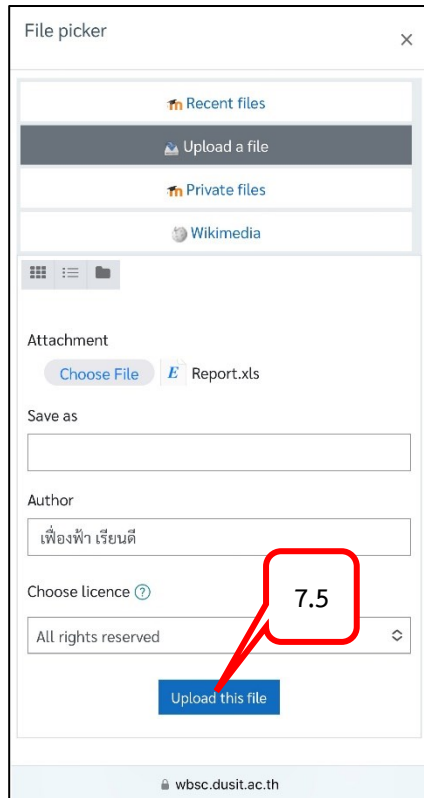 File picker
×
Recent files
Upload a file
Private files
Wikimedia
Attachment
Choose File E Report.xls
Save as
Author
เฟื่องฟ้า เรียนดี
Choose licence ?
7.5
All rights reserved
Upload this file
wbsc.dusit.ac.th